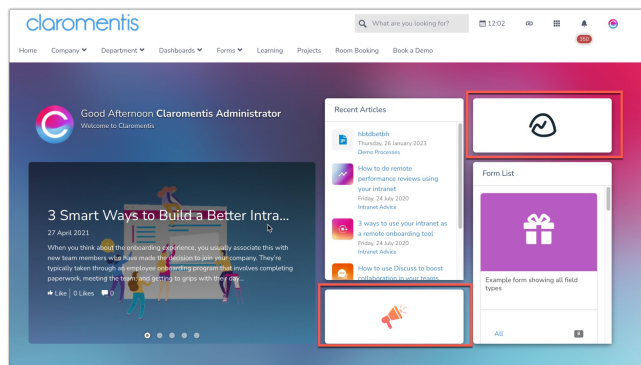 claromentis
What are you looking for?
12:02
350
Home Company Department Dashboards Forms Learning Projects Room Booking Book a Demo
Good Afternoon Claromentis Administrator
Welcome to Claromentis
3 Smart Ways to Build a Better Intra...
27 April 2021
When you think about the onboarding experience, you usually associate this with
new team members who have made the decision to join your company. They're
typically taken through an employee onboarding program that involves completing
paperwork, meeting the team, and getting to grips with their day...
Like | 0 Likes 0
Recent Articles
Hbtdbetbh
Thursday, 26 January 2023
Demo Processes
How to do remote
performance reviews using
your intranet
Friday, 24 July 2020
Intranet Advice
3 ways to use your intranet as
a remote onboarding tool
Friday, 24 July 2020
Intranet Advice
How to use Discuss to boost
collaboration in your teams
Form List
Example form showing all field
types
All